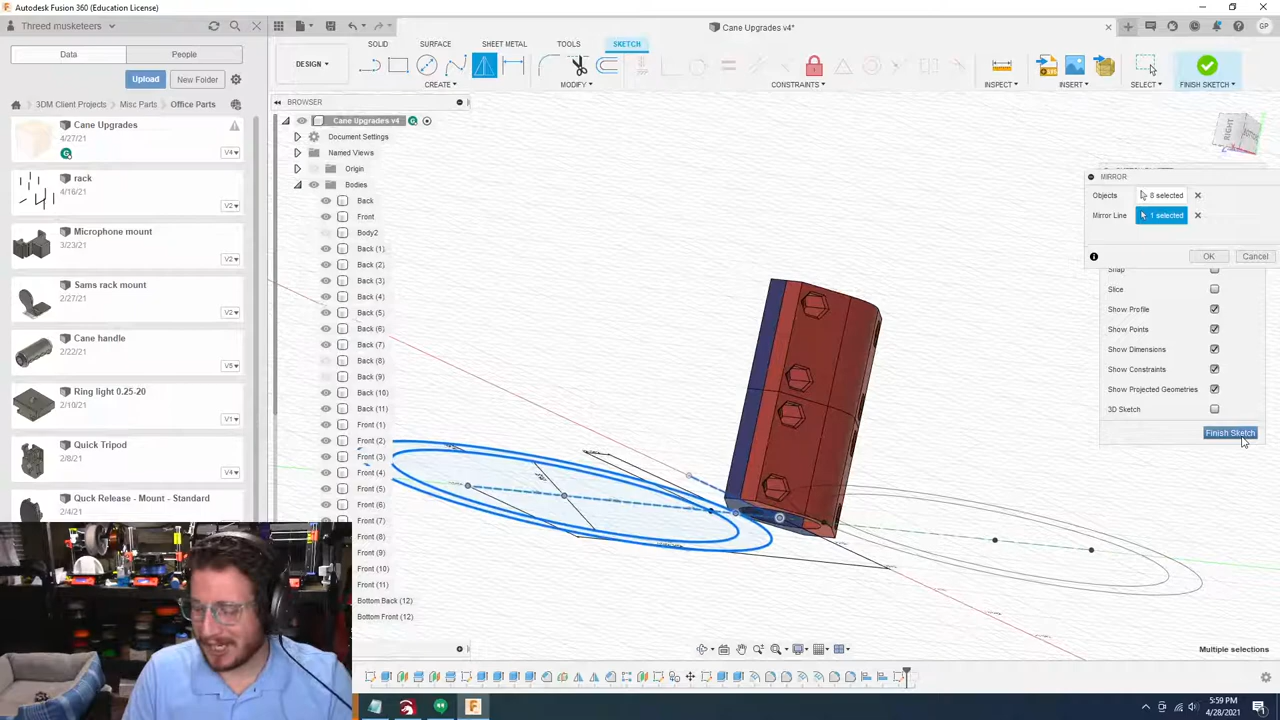 Autodesk Fusion 360 (Education License)
Threed musketeers
Cane Upgrades v4*
GP
Data
People
Upload
New Folder
3DM Client Projects
Misc Parts
Office Parts
Cane Upgrades
4/27/21
G
V4
rack
4/16/21
V2
Microphone mount
3/23/21
V2
Sams rack mount
2/27/21
V2
Cane handle
2/22/21
V5
Ring light 0.25-20
2/10/21
V1
Quick Tripod
2/8/21
V4
Quck Release - Mount - Standard
2/8/21
SOLID
SURFACE
SHEET METAL
TOOLS
SKETCH
DESIGN
CREATE
MODIFY
CONSTRAINTS
INSPECT
INSERT
SELECT
FINISH SKETCH
BROWSER
Cane Upgrades v4
Document Settings
Named Views
Origin
Bodies
Back
Front
Body2
Back (1)
Back (2)
Back (3)
Back (4)
Back (5)
Back (6)
Back (7)
Back (8)
Back (9)
Back (10)
Back (11)
Front (1)
Front (2)
Front (3)
Front (4)
Front (5)
Front (6)
Front (7)
Front (8)
Front (9)
Front (10)
Front (11)
Bottom Back (12)
Bottom Front (12)
RIGHT
MIRROR
Objects
8 selected
Mirror Line
1 selected
OK
Cancel
Snap
Slice
Show Profile
Show Points
Show Dimensions
Show Constraints
Show Projected Geometries
3D Sketch
Finish Sketch
Multiple selections
5:59 PM
4/28/2021